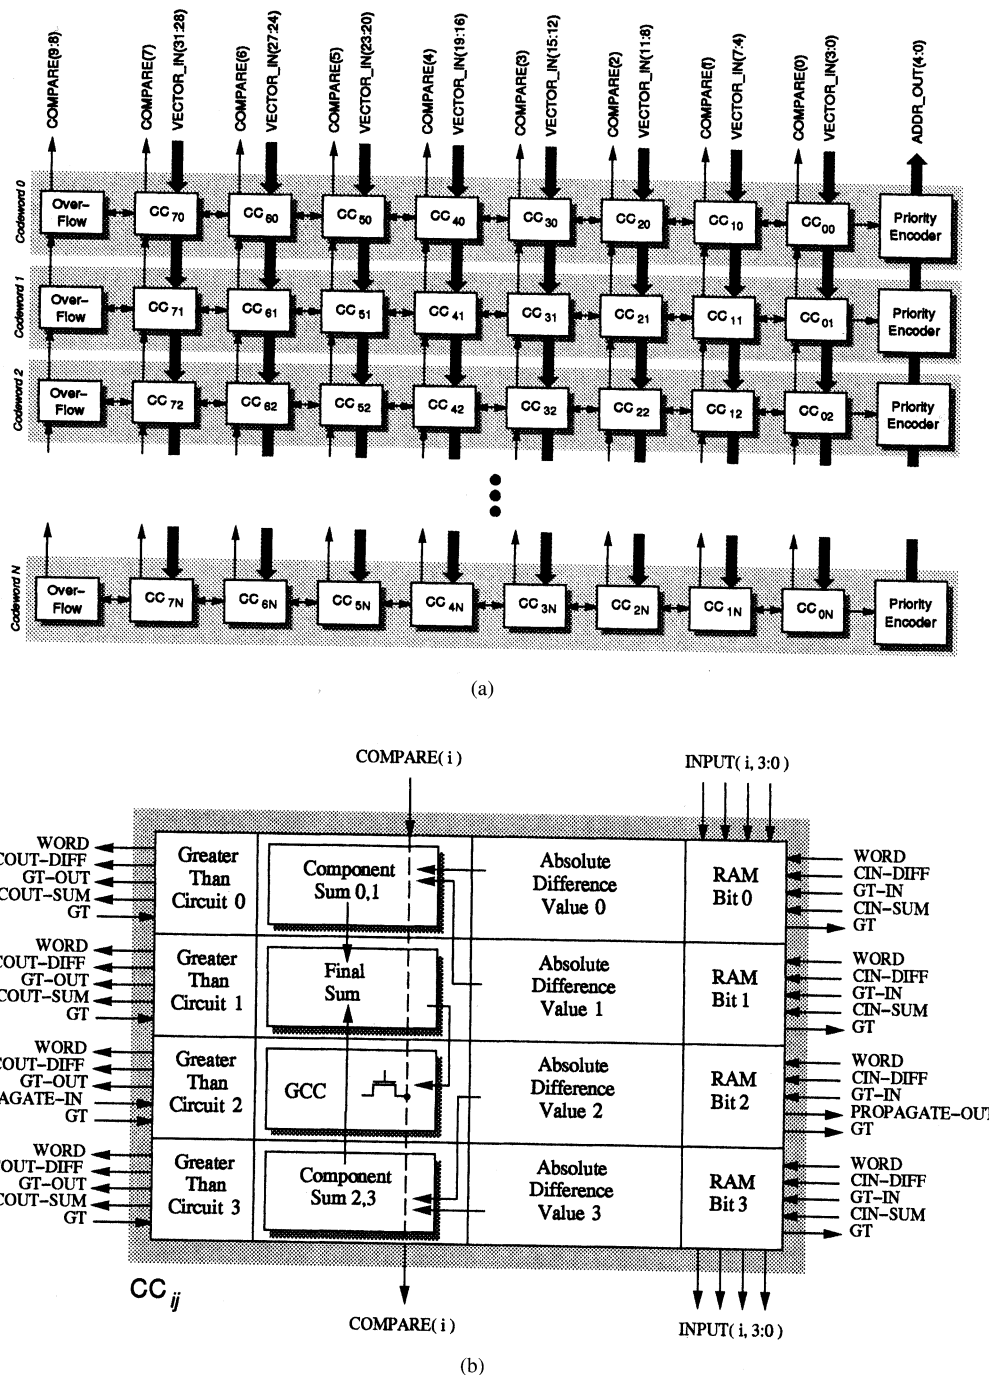 COMPARE(9:8) COMPARE(7) VECTOR_IN(31:28) COMPARE(6) VECTOR_IN(27:24) COMPARE(5) VECTOR_IN(23:20) COMPARE(4) VECTOR_IN(19:16) COMPARE(3) VECTOR_IN(15:12) COMPARE(2) VECTOR_IN(11:8) COMPARE(1) VECTOR_IN(7:4) COMPARE(0) VECTOR_IN(3:0) ADDR_OUT(4:0)
Codeword 0
Over–
Flow
CC70 CC60 CC50 CC40 CC30 CC20 CC10 CC00
Priority
Encoder
Codeword 1
Over–
Flow
CC71 CC61 CC51 CC41 CC31 CC21 CC11 CC01
Priority
Encoder
Codeword 2
Over–
Flow
CC72 CC62 CC52 CC42 CC32 CC22 CC12 CC02
Priority
Encoder
Codeword N
Over–
Flow
CC7N CC6N CC5N CC4N CC3N CC2N CC1N CC0N
Priority
Encoder
(a)
COMPARE( i )
INPUT( i, 3:0 )
WORD
COUT-DIFF
GT-OUT
COUT-SUM
GT
Greater
Than
Circuit 0
Component
Sum 0,1
Absolute
Difference
Value 0
RAM
Bit 0
WORD
CIN-DIFF
GT-IN
CIN-SUM
GT
WORD
COUT-DIFF
GT-OUT
COUT-SUM
GT
Greater
Than
Circuit 1
Final
Sum
Absolute
Difference
Value 1
RAM
Bit 1
WORD
CIN-DIFF
GT-IN
CIN-SUM
GT
WORD
COUT-DIFF
GT-OUT
AGATE-IN
GT
Greater
Than
Circuit 2
GCC
Absolute
Difference
Value 2
RAM
Bit 2
WORD
CIN-DIFF
GT-IN
PROPAGATE-OUT
GT
WORD
COUT-DIFF
GT-OUT
COUT-SUM
GT
Greater
Than
Circuit 3
Component
Sum 2,3
Absolute
Difference
Value 3
RAM
Bit 3
WORD
CIN-DIFF
GT-IN
CIN-SUM
GT
CC ij
COMPARE( i )
INPUT( i, 3:0 )
(b)